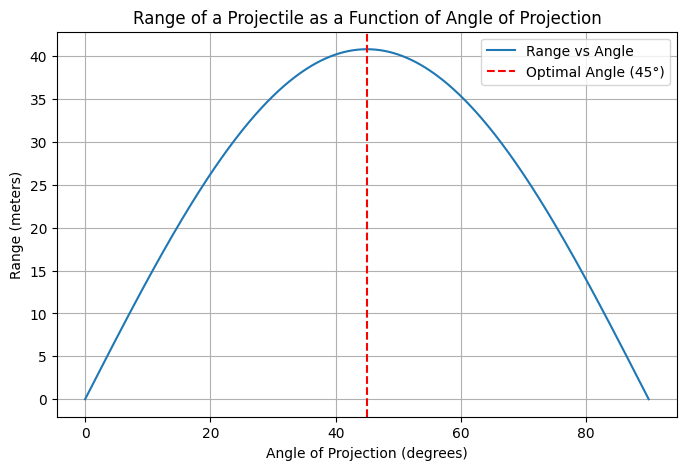 Range of a Projectile as a Function of Angle of Projection
Range vs Angle
Optimal Angle (45°)
40
35
30
25
20
15
10
5
0
Range (meters)
0 20 40 60 80
Angle of Projection (degrees)